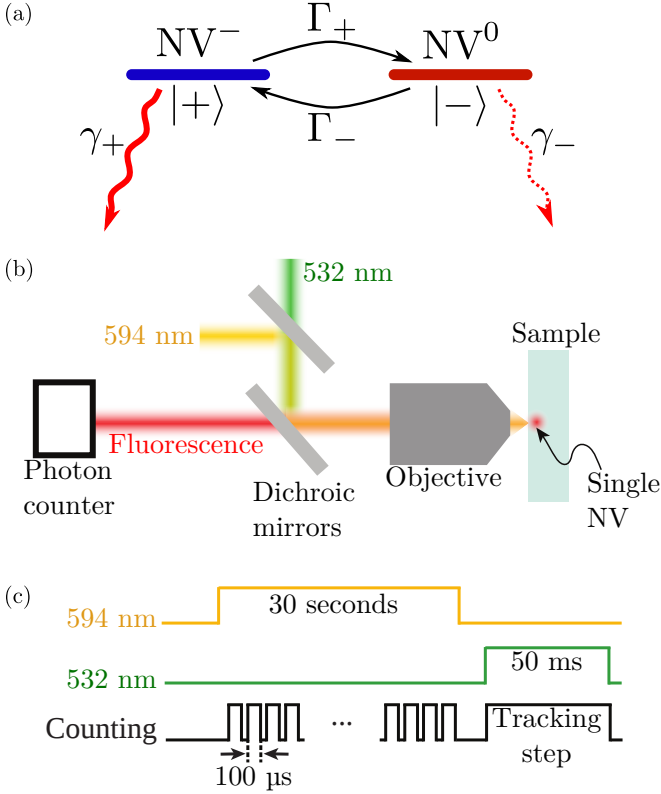 (a)
NV⁻
Γ₊
NV⁰
|+⟩
Γ₋
|−⟩
γ₊
γ₋
(b)
532 nm
594 nm
Sample
Fluorescence
Photon
counter
Dichroic
mirrors
Objective
Single
NV
(c)
594 nm
30 seconds
532 nm
50 ms
Counting
...
Tracking
step
100 µs